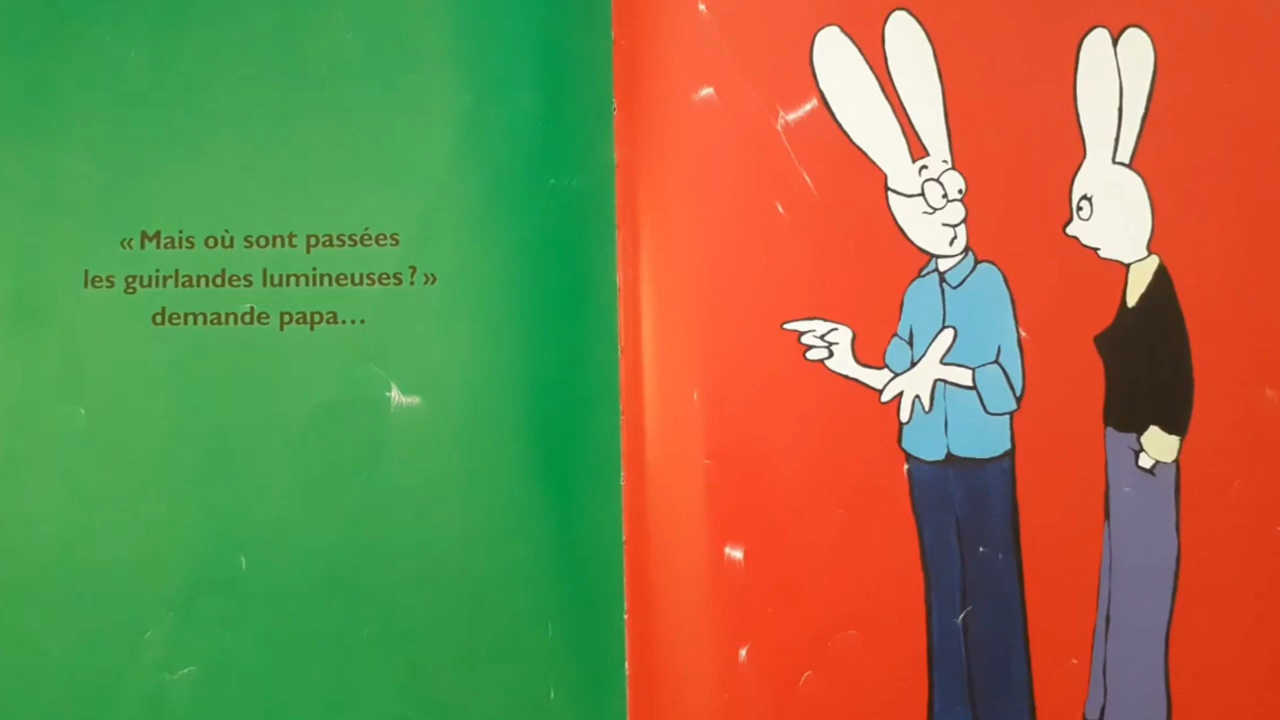 « Mais où sont passées
les guirlandes lumineuses ? »
demande papa...